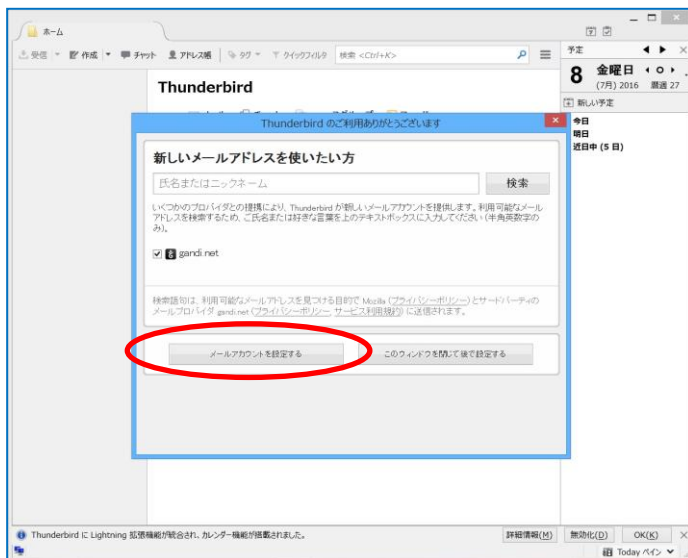 ホーム
受信 作成 チャット アドレス帳 タグ クイックフィルタ 検索 <Ctrl+K>
予定
8 金曜日
(7月) 2016 暦週 27
新しい予定
今日
明日
近日中 (5 日)
Thunderbird
Thunderbird のご利用ありがとうございます
新しいメールアドレスを使いたい方
氏名またはニックネーム 検索
いくつかのプロバイダとの提携により、Thunderbird が新しいメールアカウントを提供します。利用可能なメール
アドレスを検索するため、ご氏名または好きな言葉を上のテキストボックスに入力してください (半角英数字の
み)。
gandi.net
検索語句は、利用可能なメールアドレスを見つける目的で Mozilla (プライバシーポリシー) とサードパーティの
メールプロバイダ gandi.net (プライバシーポリシー, サービス利用規約) に送信されます。
メールアカウントを設定する このウィンドウを閉じて後で設定する
Thunderbird に Lightning 拡張機能が統合され、カレンダー機能が搭載されました。 詳細情報(M) 無効化(D) OK(K)
Today ペイン